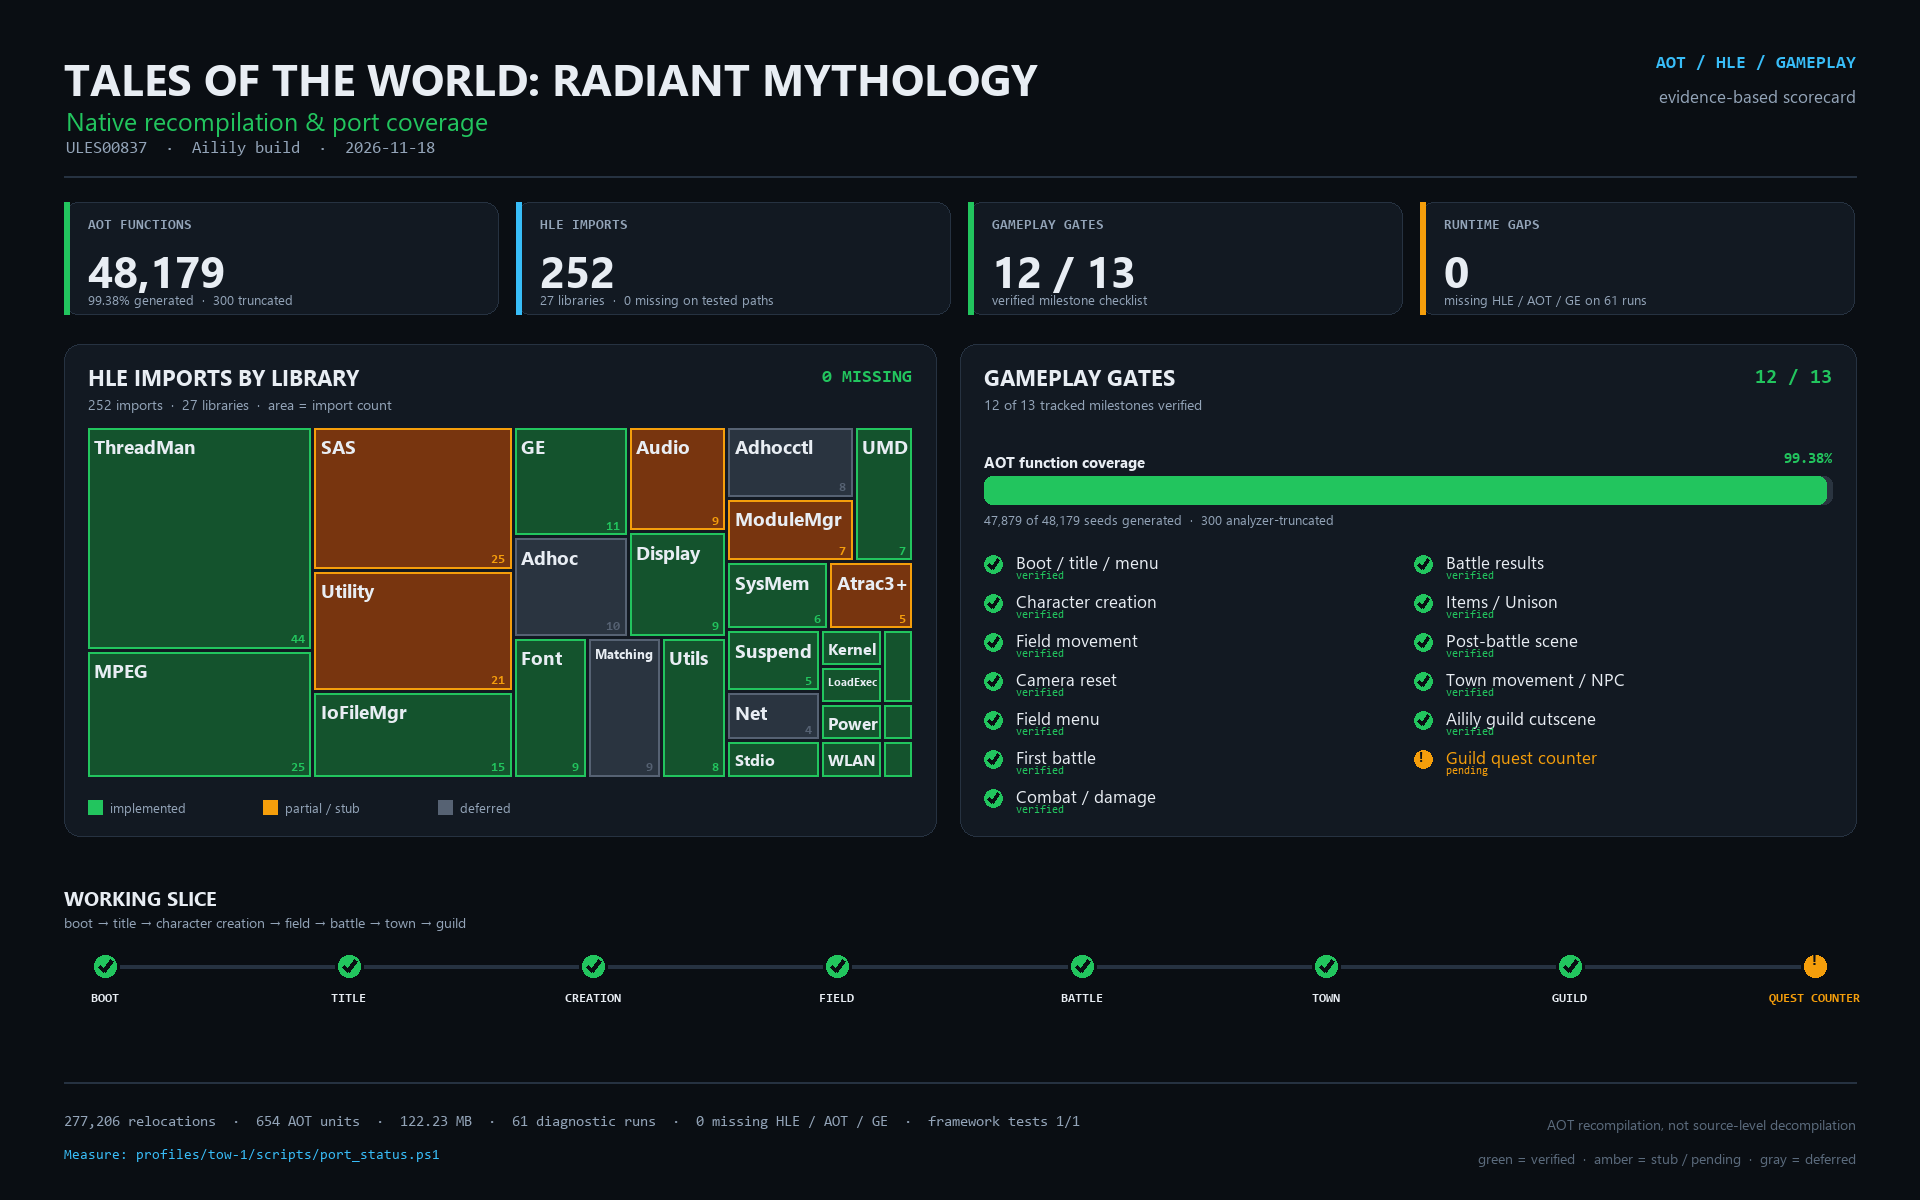 TALES OF THE WORLD: RADIANT MYTHOLOGY
Native recompilation & port coverage
ULES00837 · Ailily build · 2026-11-18
AOT / HLE / GAMEPLAY
evidence-based scorecard
AOT FUNCTIONS
48,179
99.38% generated · 300 truncated
HLE IMPORTS
252
27 libraries · 0 missing on tested paths
GAMEPLAY GATES
12 / 13
verified milestone checklist
RUNTIME GAPS
0
missing HLE / AOT / GE on 61 runs
HLE IMPORTS BY LIBRARY
0 MISSING
252 imports · 27 libraries · area = import count
ThreadMan
44
MPEG
25
SAS
25
Utility
21
IoFileMgr
15
GE
11
Adhoc
10
Font
9
Matching
9
Audio
9
Display
9
Utils
8
Adhocctl
8
ModuleMgr
7
UMD
7
SysMem
6
Atrac3+
5
Suspend
5
Net
4
Stdio
Kernel
LoadExec
Power
WLAN
implemented
partial / stub
deferred
GAMEPLAY GATES
12 / 13
12 of 13 tracked milestones verified
AOT function coverage
99.38%
47,879 of 48,179 seeds generated · 300 analyzer-truncated
Boot / title / menu
verified
Character creation
verified
Field movement
verified
Camera reset
verified
Field menu
verified
First battle
verified
Combat / damage
verified
Battle results
verified
Items / Unison
verified
Post-battle scene
verified
Town movement / NPC
verified
Ailily guild cutscene
verified
! Guild quest counter
pending
WORKING SLICE
boot → title → character creation → field → battle → town → guild
!
BOOT
TITLE
CREATION
FIELD
BATTLE
TOWN
GUILD
QUEST COUNTER
277,206 relocations · 654 AOT units · 122.23 MB · 61 diagnostic runs · 0 missing HLE / AOT / GE · framework tests 1/1
Measure: profiles/tow-1/scripts/port_status.ps1
AOT recompilation, not source-level decompilation
green = verified · amber = stub / pending · gray = deferred